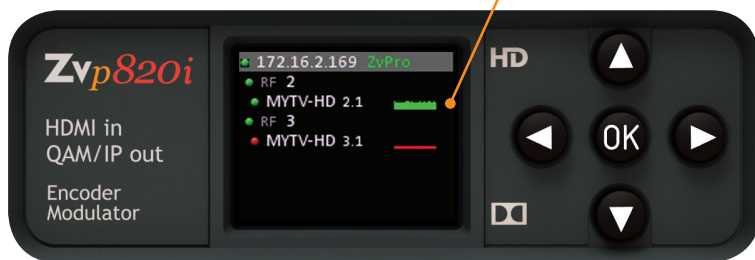 Zvp820i
HDMI in
QAM/IP out
Encoder
Modulator
172.16.2.169 ZvPro
RF 2
MYTV-HD 2.1
RF 3
MYTV-HD 3.1
HD
OK